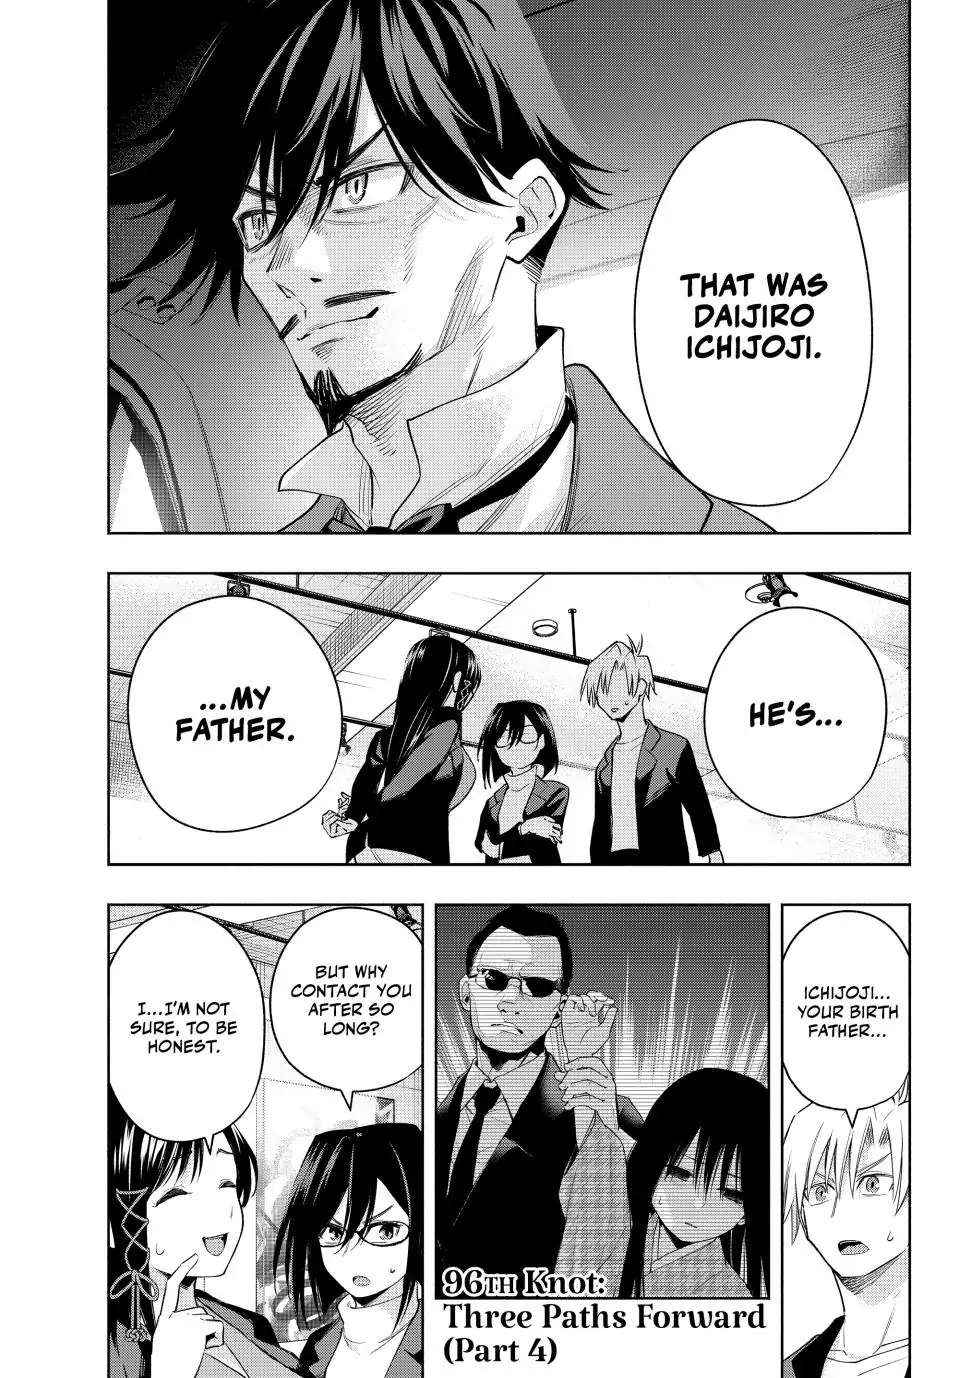 THAT WAS
DAIJIRO
ICHIJOJI.
HE'S...
...MY
FATHER.
ICHIJOJI...
YOUR BIRTH
FATHER...
96TH Knot:
Three Paths Forward
(Part 4)
BUT WHY
CONTACT YOU
AFTER SO
LONG?
I...I'M NOT
SURE, TO BE
HONEST.